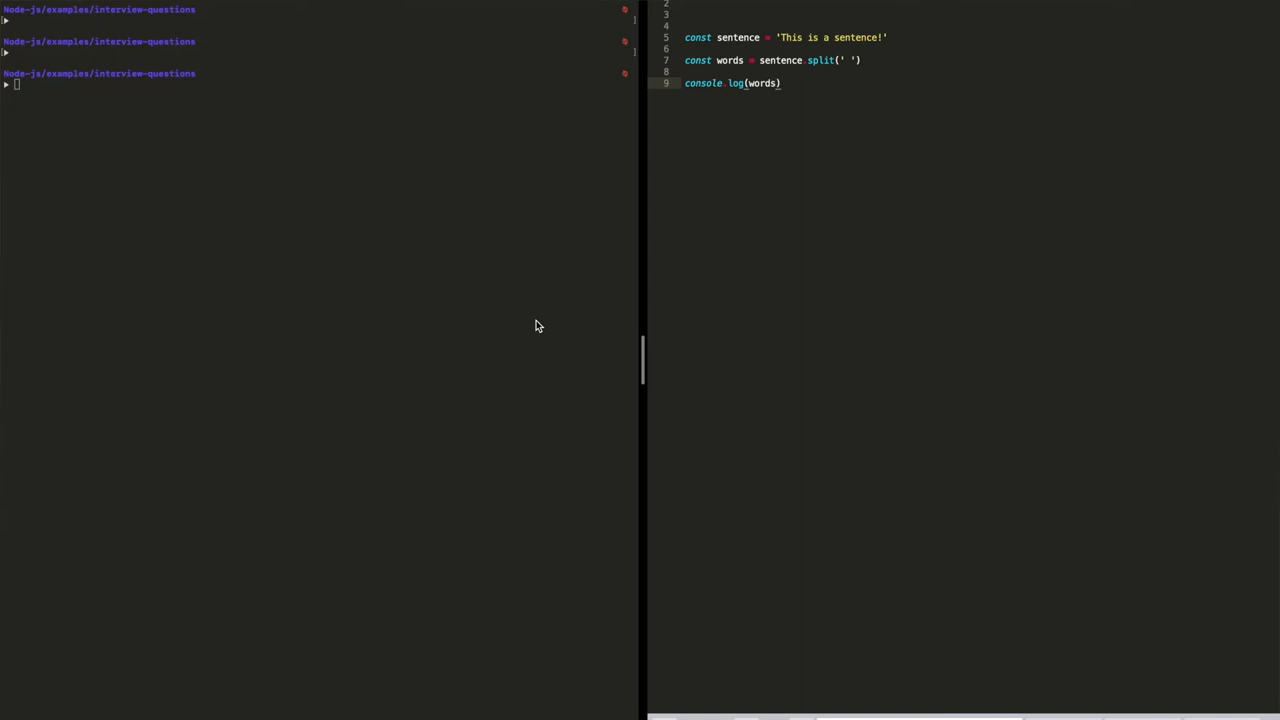 Node-js/examples/interview-questions
[▶ ]
Node-js/examples/interview-questions
[▶ ]
Node-js/examples/interview-questions
▶
2
3
4
5 const sentence = 'This is a sentence!'
6
7 const words = sentence.split(' ')
8
9 console.log(words)